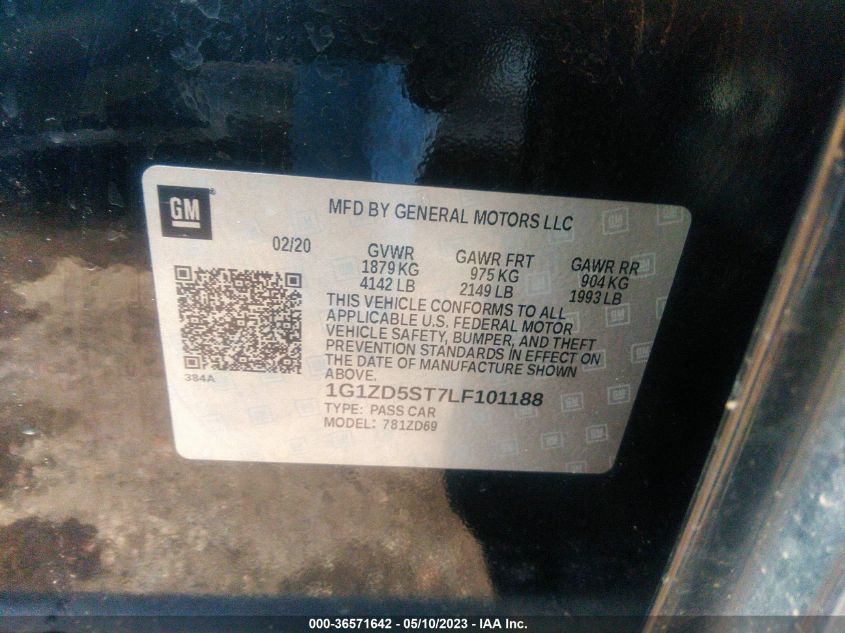 GM
MFD BY GENERAL MOTORS LLC
02/20
GVWR
1879 KG
4142 LB
GAWR FRT
975 KG
2149 LB
GAWR RR
904 KG
1993 LB
THIS VEHICLE CONFORMS TO ALL
APPLICABLE U.S. FEDERAL MOTOR
VEHICLE SAFETY, BUMPER, AND THEFT
PREVENTION STANDARDS IN EFFECT ON
THE DATE OF MANUFACTURE SHOWN
ABOVE.
384A
1G1ZD5ST7LF101188
TYPE: PASS CAR
MODEL: 781ZD69
000-36571642 - 05/10/2023 - IAA Inc.